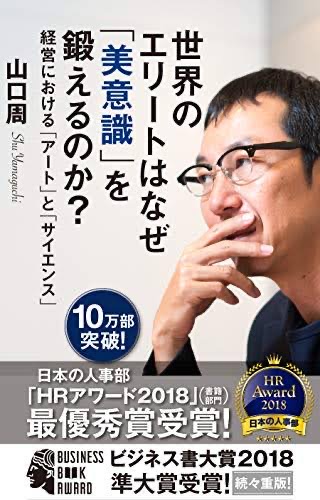 世界の
エリートはなぜ
「美意識」を
鍛えるのか？
経営における「アート」と「サイエンス」
山口周
Shu Yamaguchi
10万部
突破!
日本の人事部
「HRアワード2018」(書籍部門)
最優秀賞受賞!
HR
Award
2018
日本の人事部
BUSINESS
BOOK
AWARD
ビジネス書大賞2018
準大賞受賞!
続々重版!